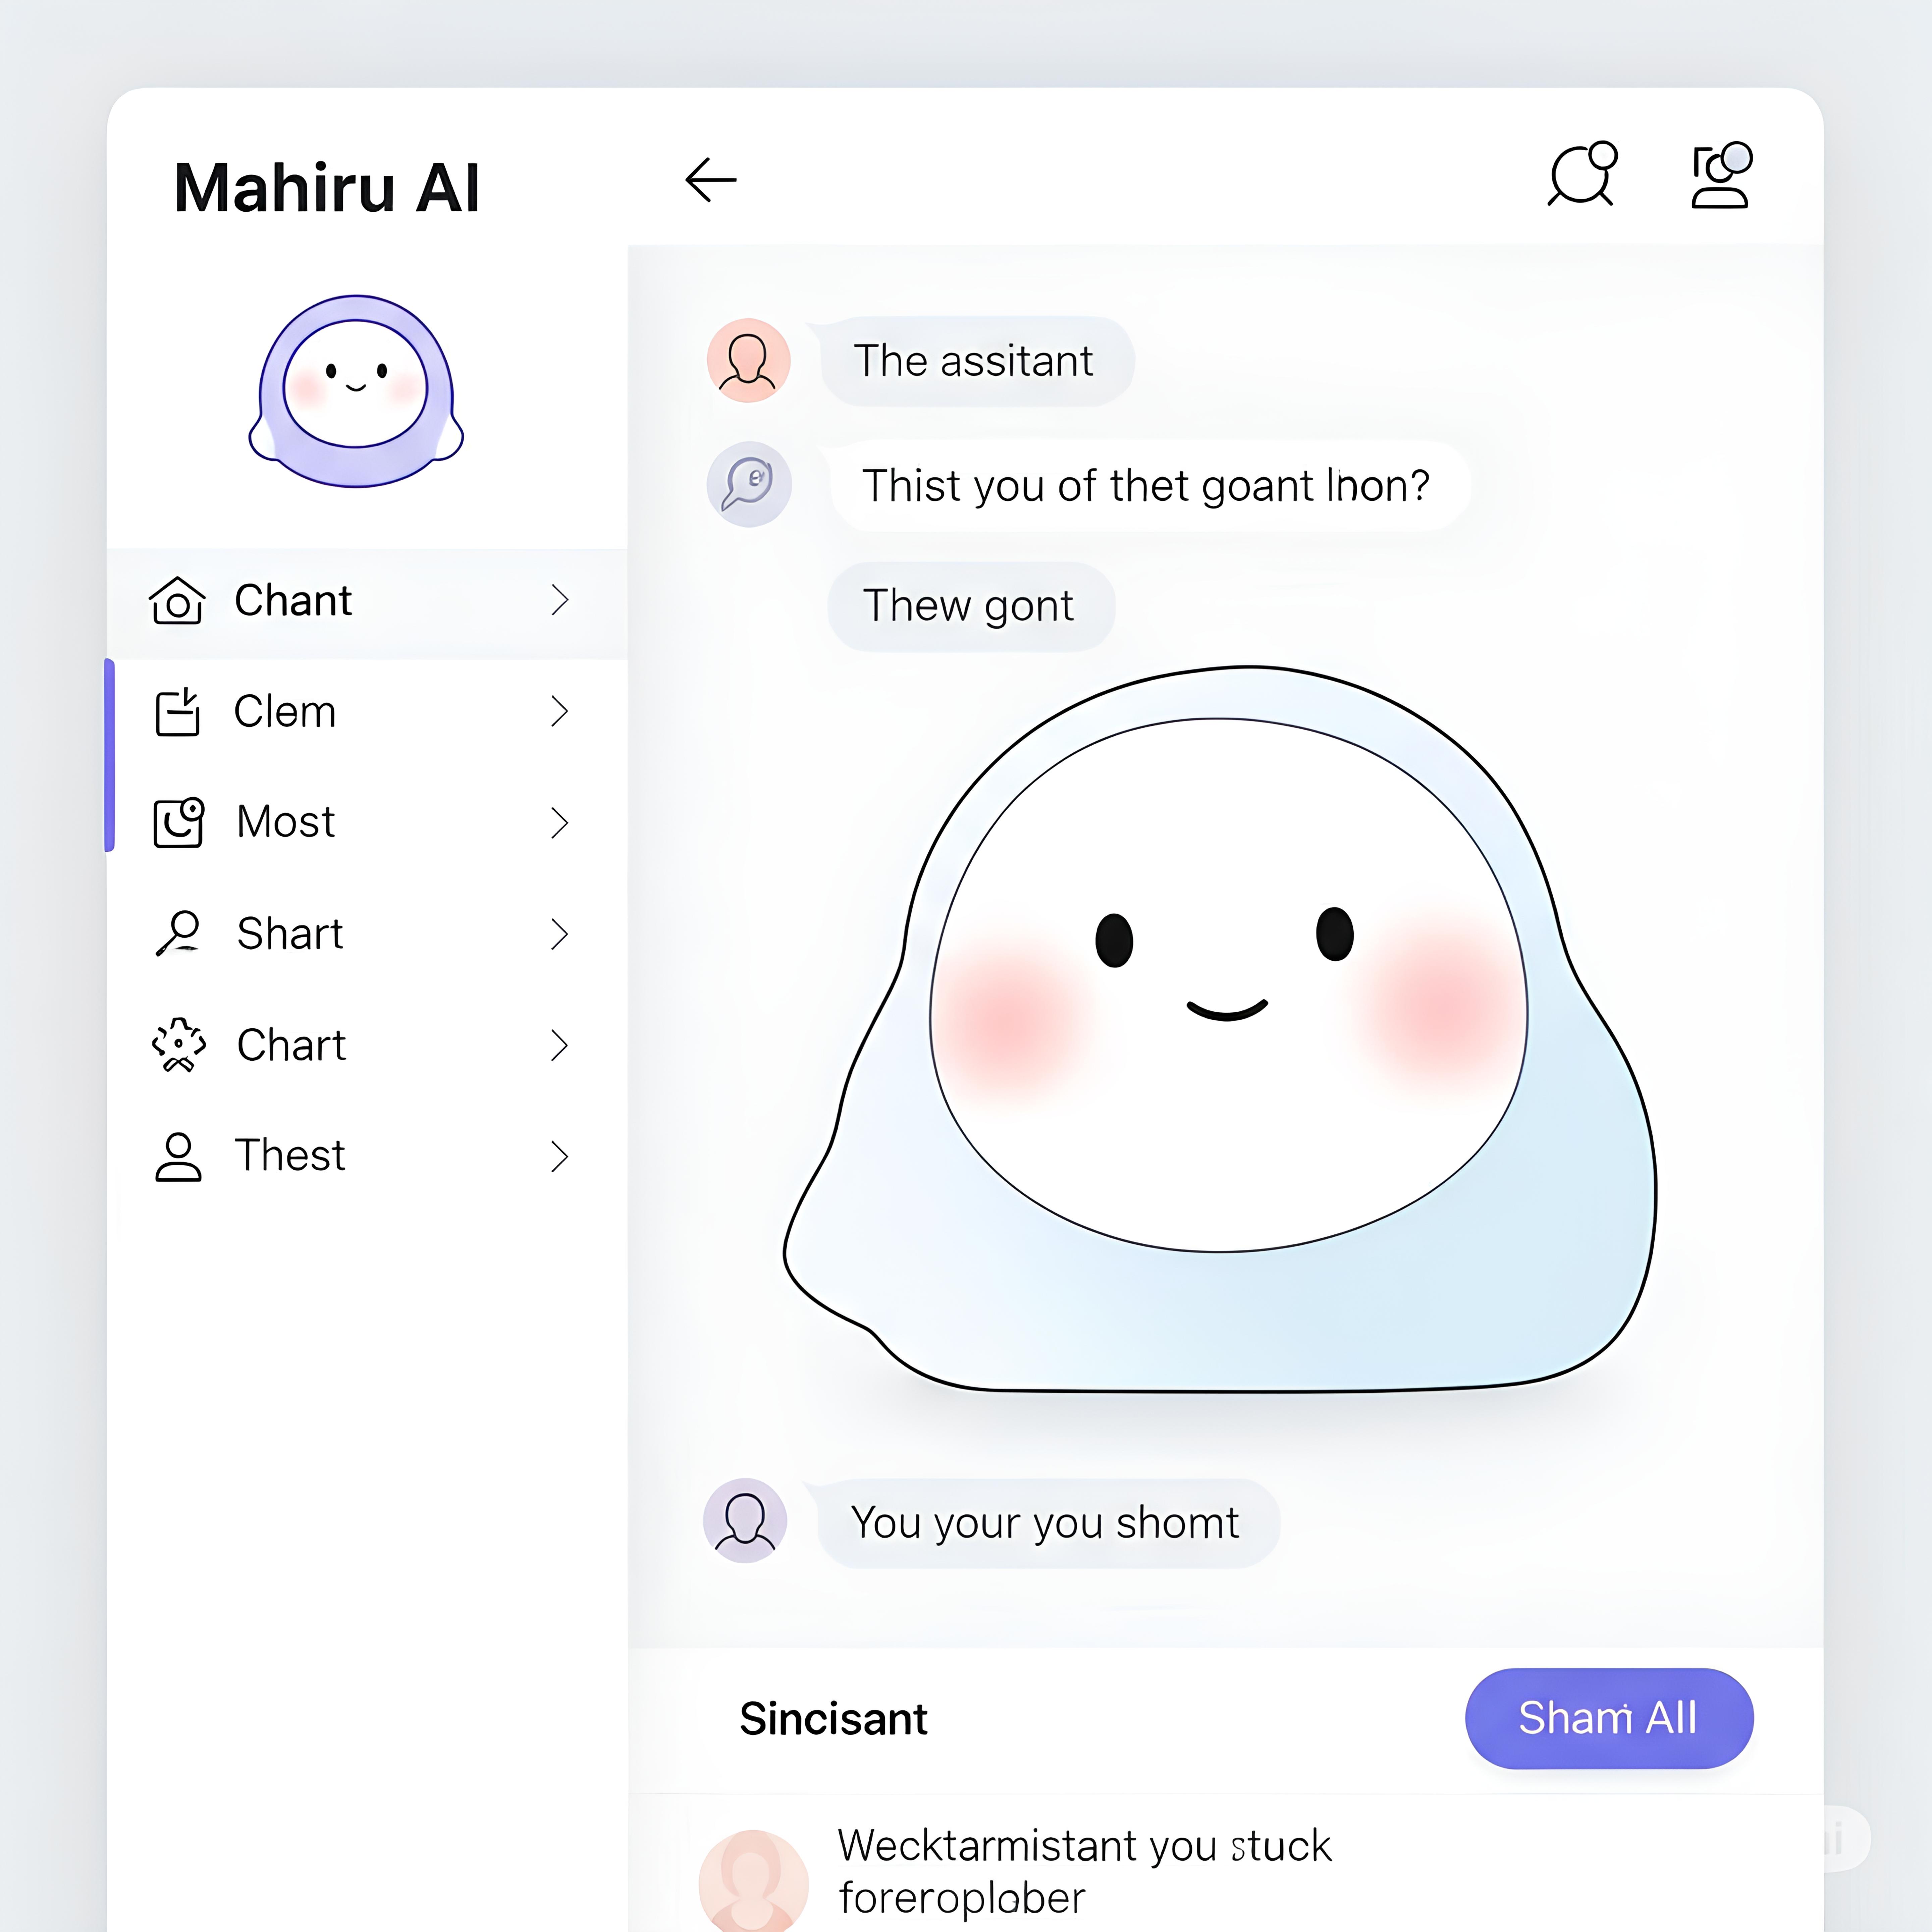 Mahiru AI
Chant
Clem
Most
Shart
Chart
Thest
The assitant
Thist you of thet goant lhon?
Thew gont
You your you shomt
Sincisant
Sham All
Wecktarmistant you stuck
foreroplober